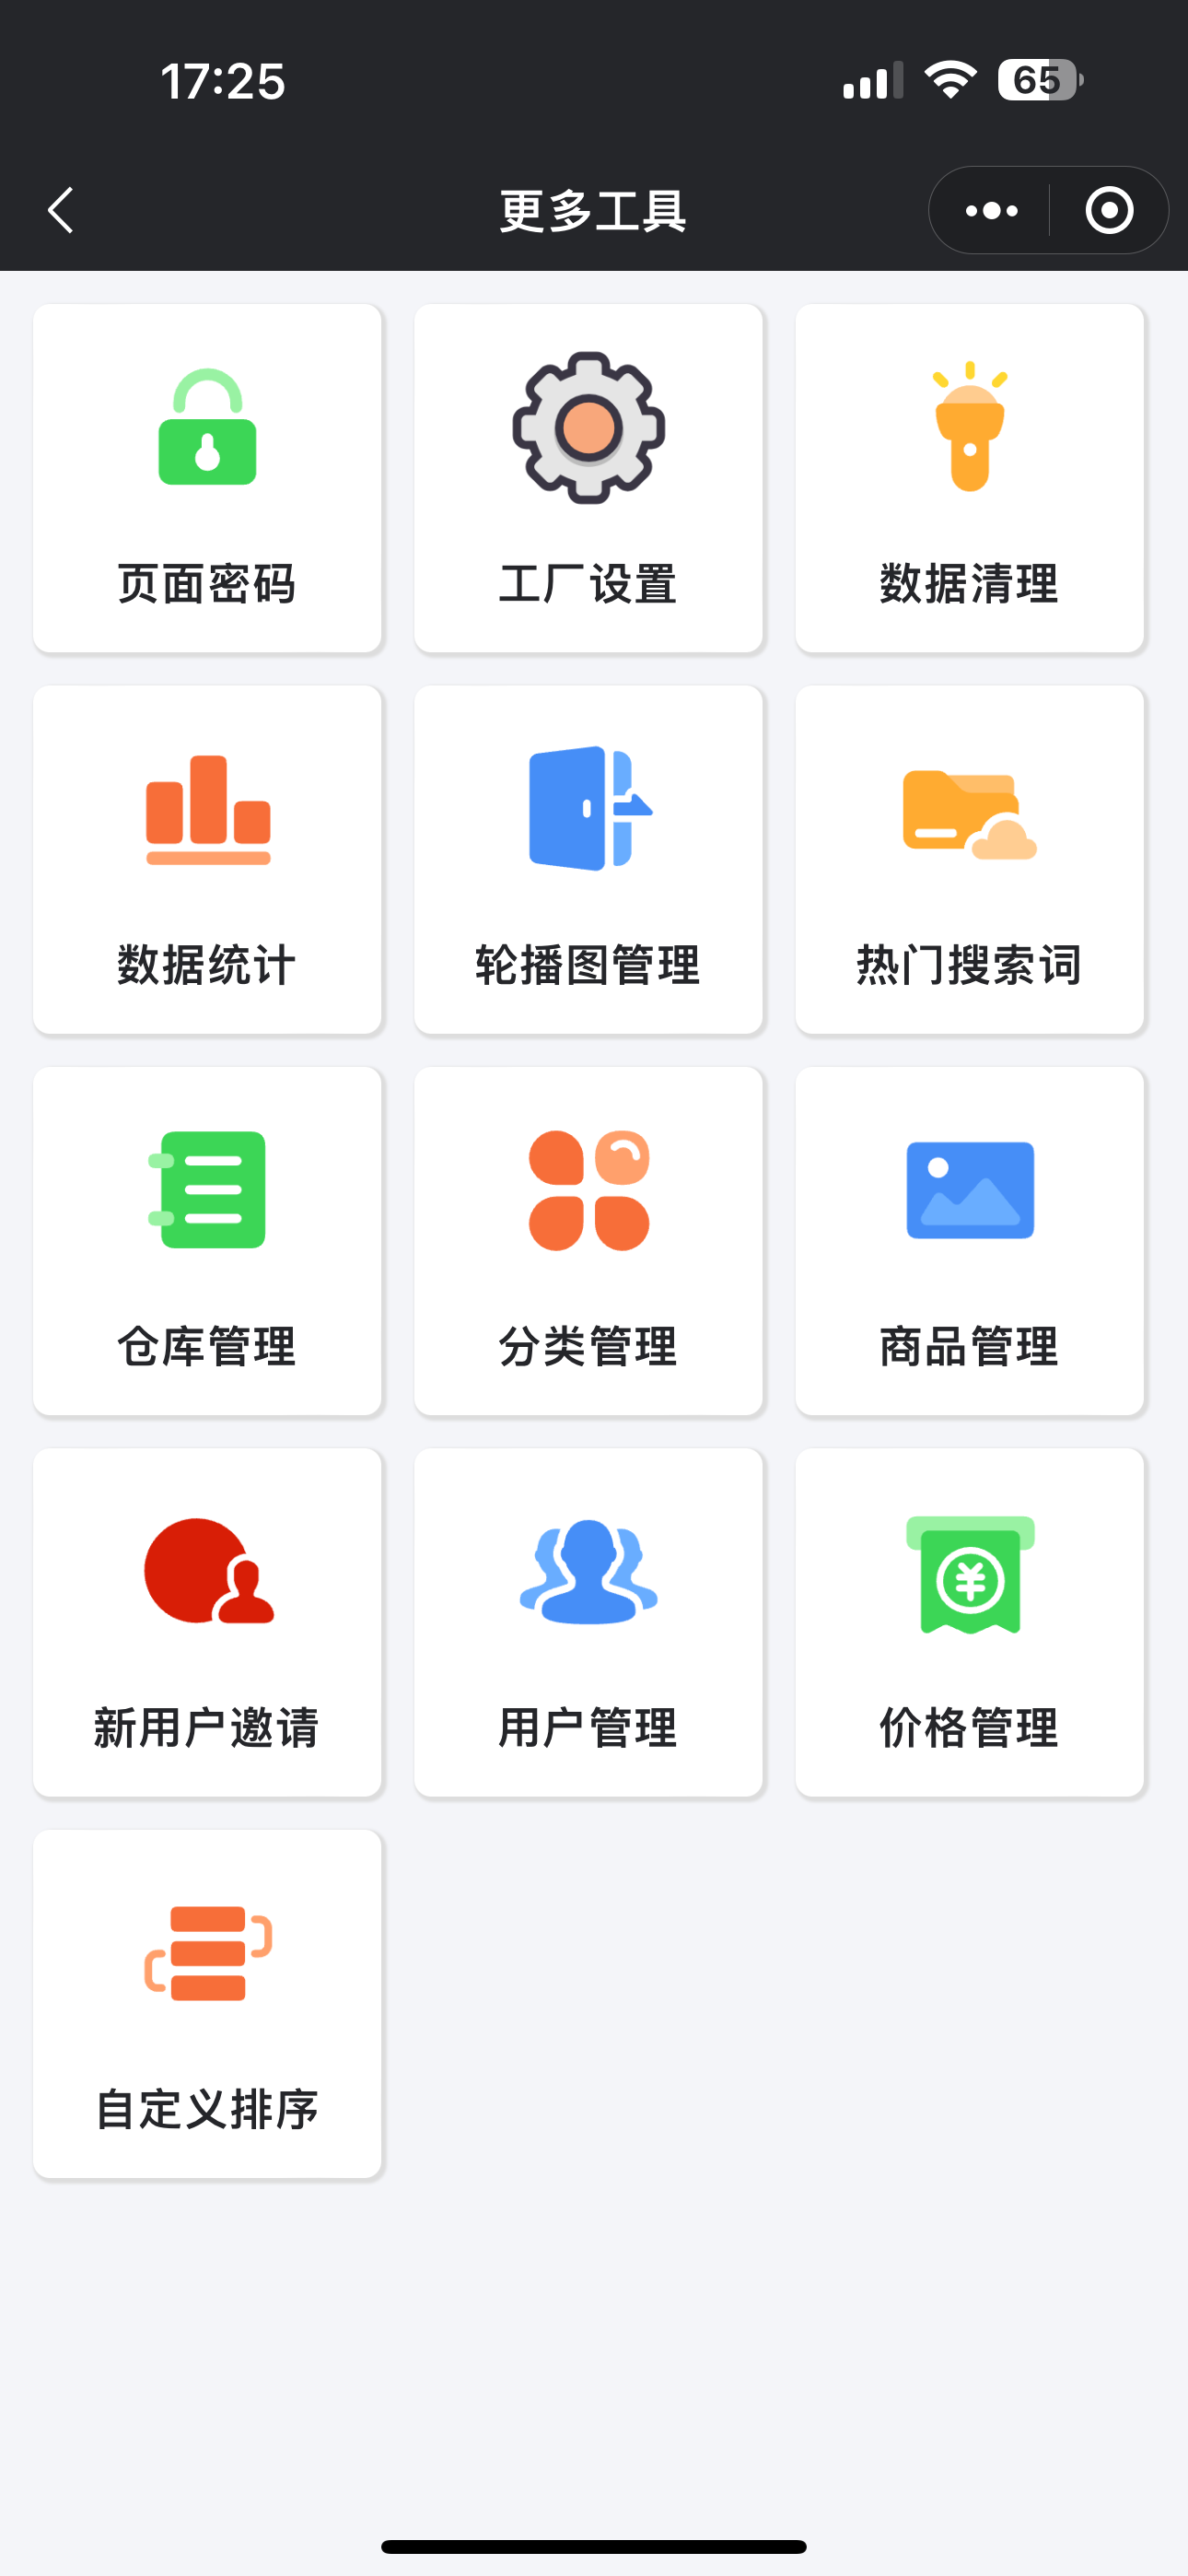 17:25
65
更多工具
页面密码
工厂设置
数据清理
数据统计
轮播图管理
热门搜索词
仓库管理
分类管理
商品管理
¥
新用户邀请
用户管理
价格管理
自定义排序